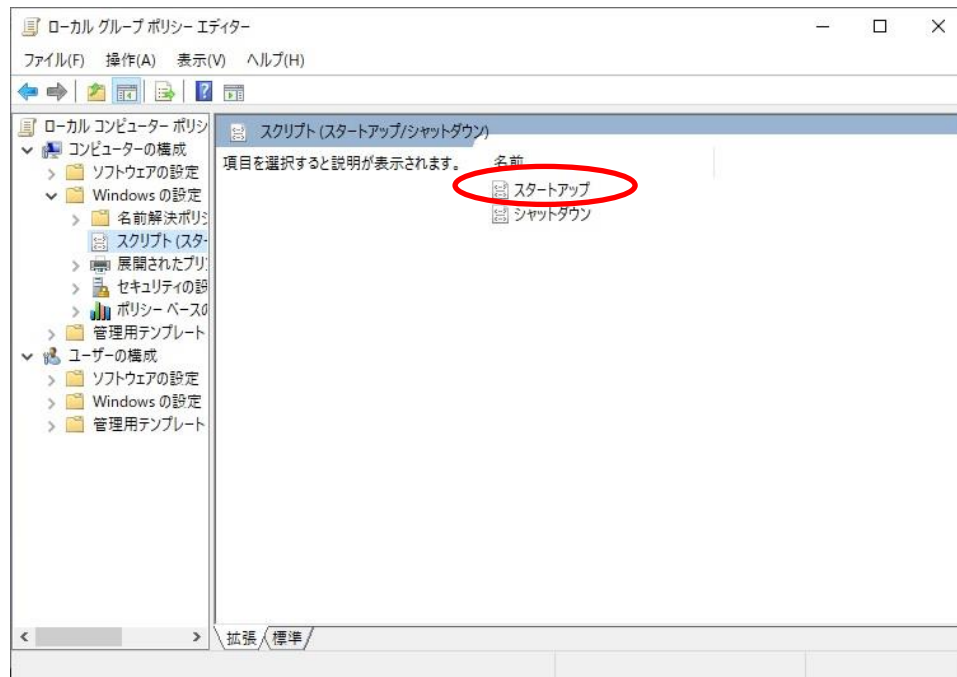 ローカル グループ ポリシー エディター
ファイル(F) 操作(A) 表示(V) ヘルプ(H)
ローカル コンピューター ポリシ
コンピューターの構成
ソフトウェアの設定
Windows の設定
名前解決ポリシ
スクリプト (スター
展開されたプリ
セキュリティの設
ポリシー ベースの
管理用テンプレート
ユーザーの構成
ソフトウェアの設定
Windows の設定
管理用テンプレート
スクリプト (スタートアップ/シャットダウン)
項目を選択すると説明が表示されます。
名前
スタートアップ
シャットダウン
拡張 標準